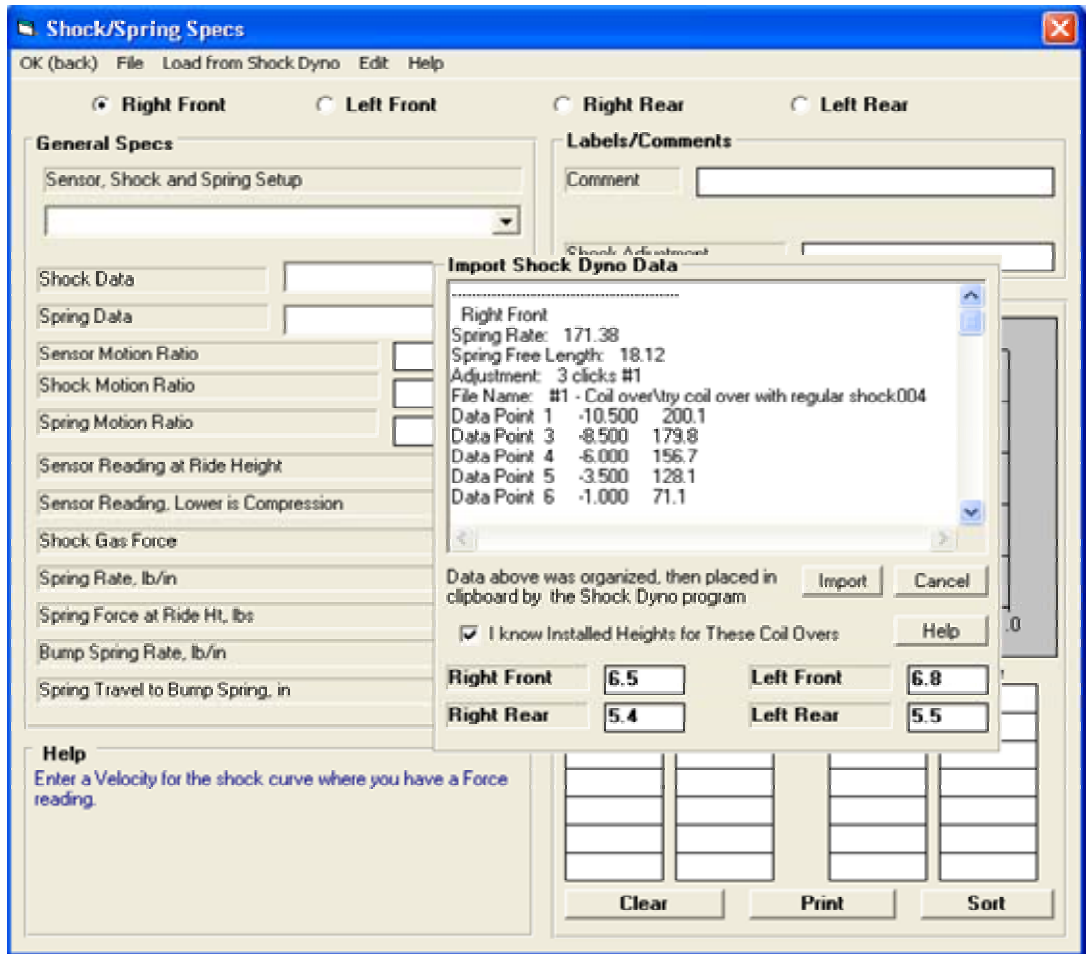 Shock/Spring Specs
OK (back) File Load from Shock Dyno Edit Help
Right Front Left Front Right Rear Left Rear
General Specs
Sensor, Shock and Spring Setup
Labels/Comments
Comment
Shock Adjustment
Shock Data
Spring Data
Sensor Motion Ratio
Shock Motion Ratio
Spring Motion Ratio
Sensor Reading at Ride Height
Sensor Reading, Lower is Compression
Shock Gas Force
Spring Rate, lb/in
Spring Force at Ride Ht, lbs
Bump Spring Rate, lb/in
Spring Travel to Bump Spring, in
Import Shock Dyno Data
--------------------------------------------------------
Right Front
Spring Rate: 171.38
Spring Free Length: 18.12
Adjustment: 3 clicks #1
File Name: #1 - Coil over\try coil over with regular shock004
Data Point 1 -10.500 200.1
Data Point 3 -8.500 179.8
Data Point 4 -6.000 156.7
Data Point 5 -3.500 128.1
Data Point 6 -1.000 71.1
Data above was organized, then placed in
clipboard by the Shock Dyno program
Import Cancel
I know Installed Heights for These Coil Overs
Help
.0
Right Front 6.5 Left Front 6.8
Right Rear 5.4 Left Rear 5.5
Help
Enter a Velocity for the shock curve where you have a Force
reading.
Clear Print Sort